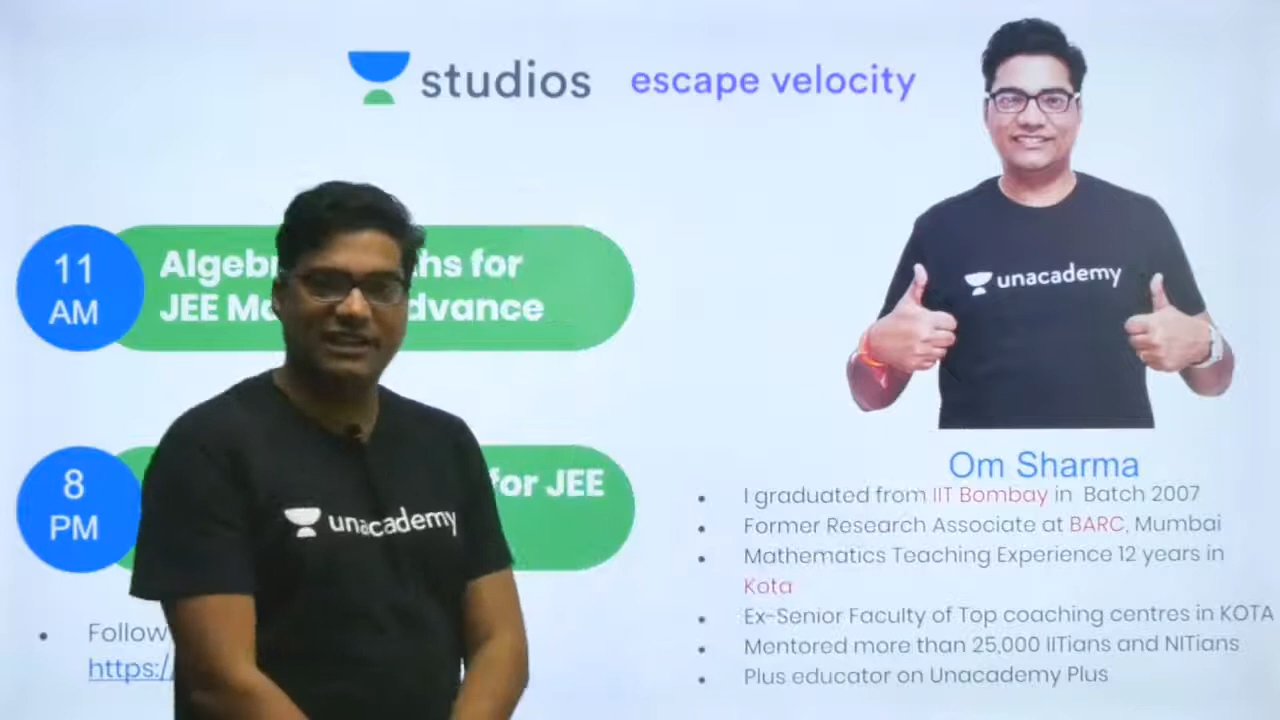 studios escape velocity
unacademy
11
AM
for
JEE dvance
8
PM
for JEE
unacademy
Follow
https:/
Om Sharma
I graduated from IIT Bombay in Batch 2007
Former Research Associate at BARC, Mumbai
Mathematics Teaching Experience 12 years in
Kota
Ex-Senior Faculty of Top coaching centres in KOTA
Mentored more than 25,000 IITians and NITians
Plus educator on Unacademy Plus